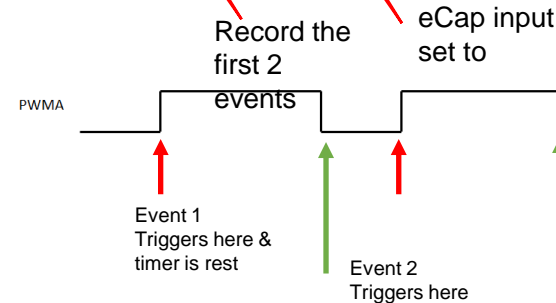 Record the
first 2
events
eCap input
set to
PWMA
Event 1
Triggers here &
timer is rest
Event 2
Triggers here